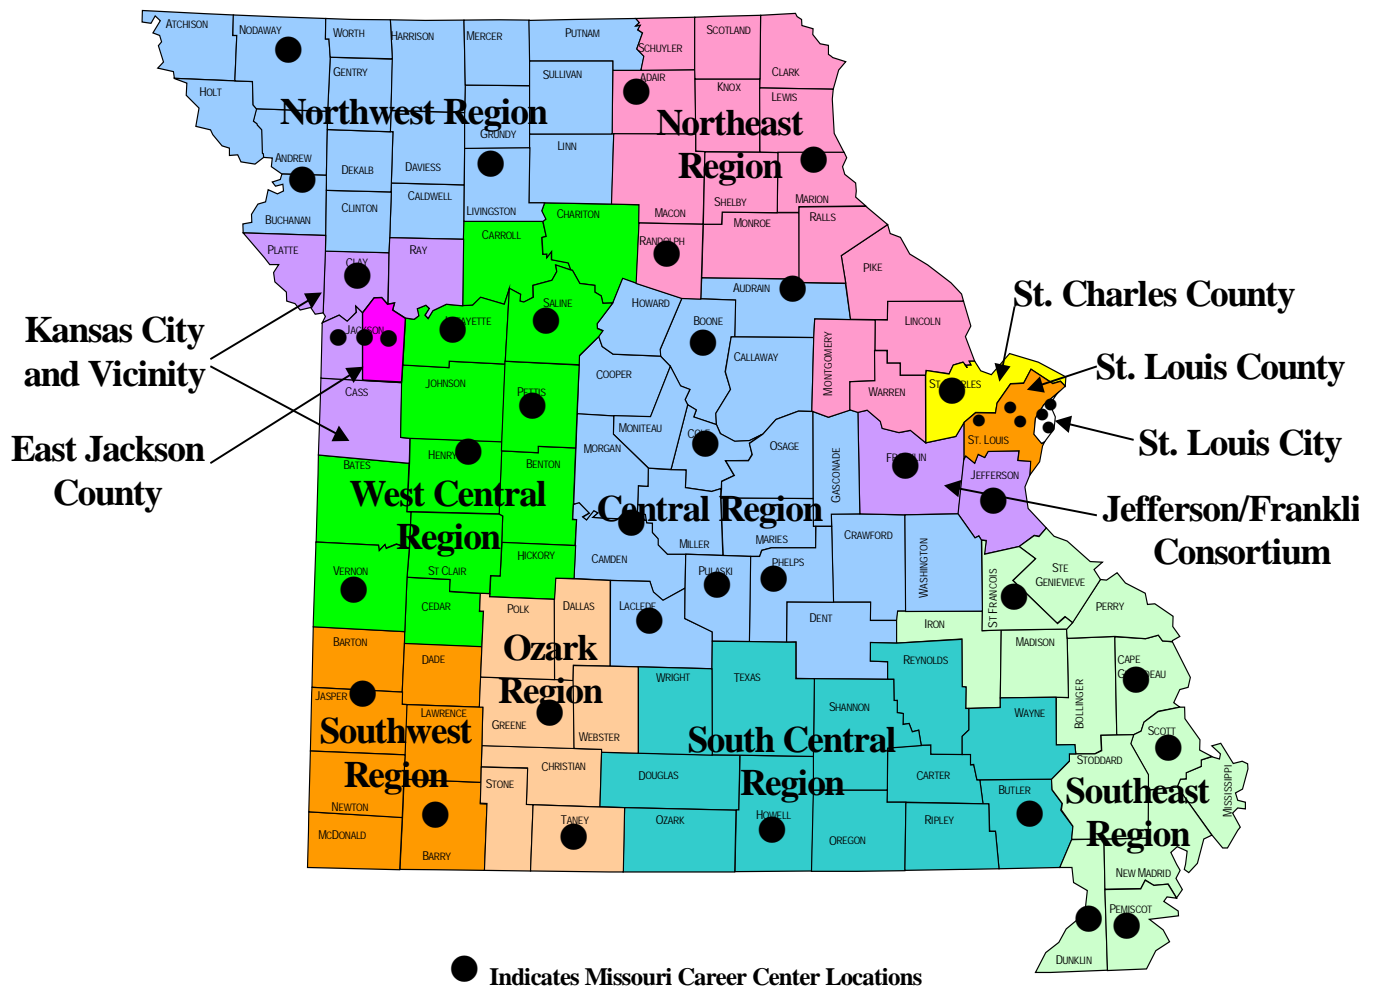 ATCHISON
NODAWAY
WORTH
HARRISON
MERCER
PUTNAM
SCHUYLER
SCOTLAND
CLARK
GENTRY
SULLIVAN
ADAIR
KNOX
LEWIS
HOLT
Northwest Region
GRUNDY
LINN
Northeast
Region
ANDREW
DEKALB
DAVIESS
CALDWELL
LIVINGSTON
MACON
SHELBY
MARION
BUCHANAN
CLINTON
CHARITON
MONROE
RALLS
PLATTE
CLAY
RAY
CARROLL
RANDOLPH
PIKE
AUDRAIN
HOWARD
BOONE
SALINE
LINCOLN
St. Charles County
Kansas City
and Vicinity
JACKSON
LAFAYETTE
CALLAWAY
MONTGOMERY
WARREN
ST CHARLES
St. Louis County
CASS
JOHNSON
PETTIS
COOPER
MONITEAU
COLE
OSAGE
GASCONADE
FRANKLIN
ST. LOUIS
St. Louis City
East Jackson
County
BATES
HENRY
BENTON
MORGAN
JEFFERSON
West Central
Region
Central Region
Jefferson/Frankli
Consortium
MILLER
MARIES
CRAWFORD
WASHINGTON
VERNON
ST CLAIR
HICKORY
CAMDEN
PULASKI
PHELPS
ST FRANCOIS
STE
GENEVIEVE
PERRY
CEDAR
POLK
DALLAS
LACLEDE
DENT
IRON
MADISON
BARTON
DADE
Ozark
Region
WRIGHT
TEXAS
REYNOLDS
BOLLINGER
CAPE
GIRARDEAU
JASPER
LAWRENCE
GREENE
WEBSTER
SHANNON
WAYNE
SCOTT
Southwest
Region
South Central
Region
STODDARD
MISSISSIPPI
STONE
CHRISTIAN
DOUGLAS
CARTER
BUTLER
Southeast
Region
NEWTON
MCDONALD
BARRY
TANEY
OZARK
HOWELL
OREGON
RIPLEY
NEW MADRID
PEMISCOT
DUNKLIN
Indicates Missouri Career Center Locations